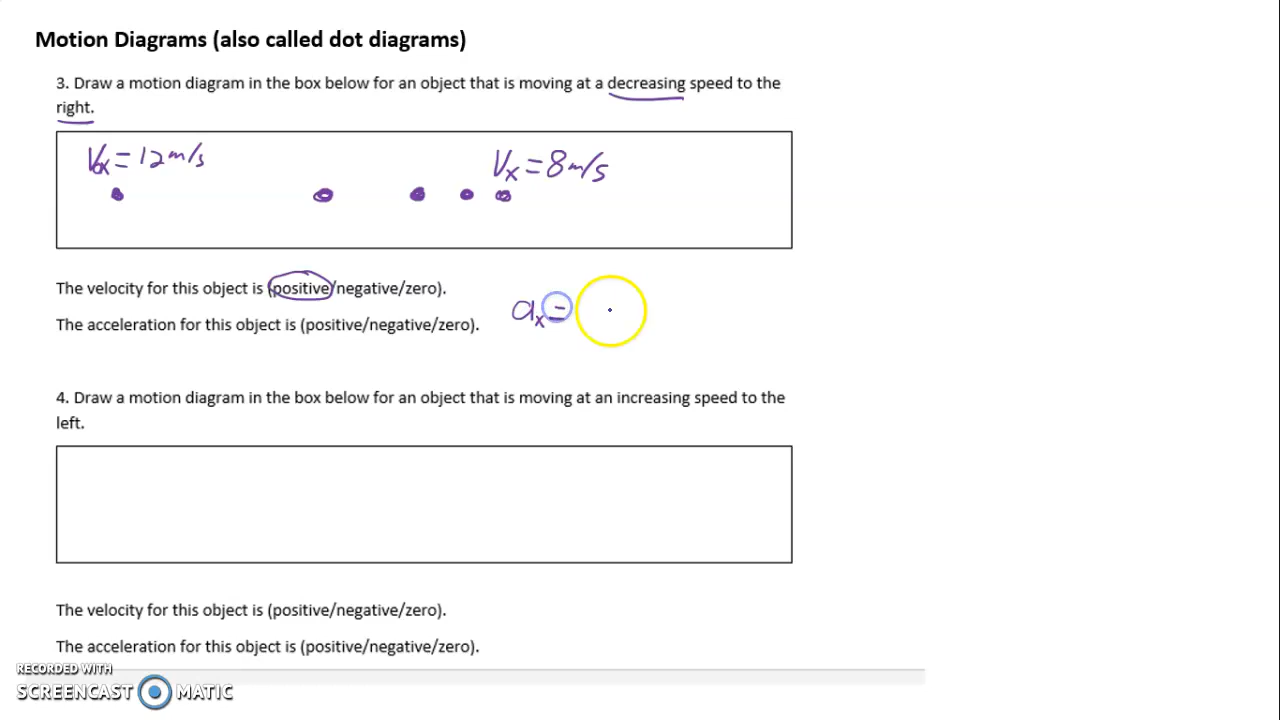 Motion Diagrams (also called dot diagrams)
3. Draw a motion diagram in the box below for an object that is moving at a decreasing speed to the
right.
V₀ₓ = 12 m/s
Vₓ = 8 m/s
The velocity for this object is (positive/negative/zero).
The acceleration for this object is (positive/negative/zero).
aₓ =
4. Draw a motion diagram in the box below for an object that is moving at an increasing speed to the
left.
The velocity for this object is (positive/negative/zero).
The acceleration for this object is (positive/negative/zero).
RECORDED WITH
SCREENCAST MATIC